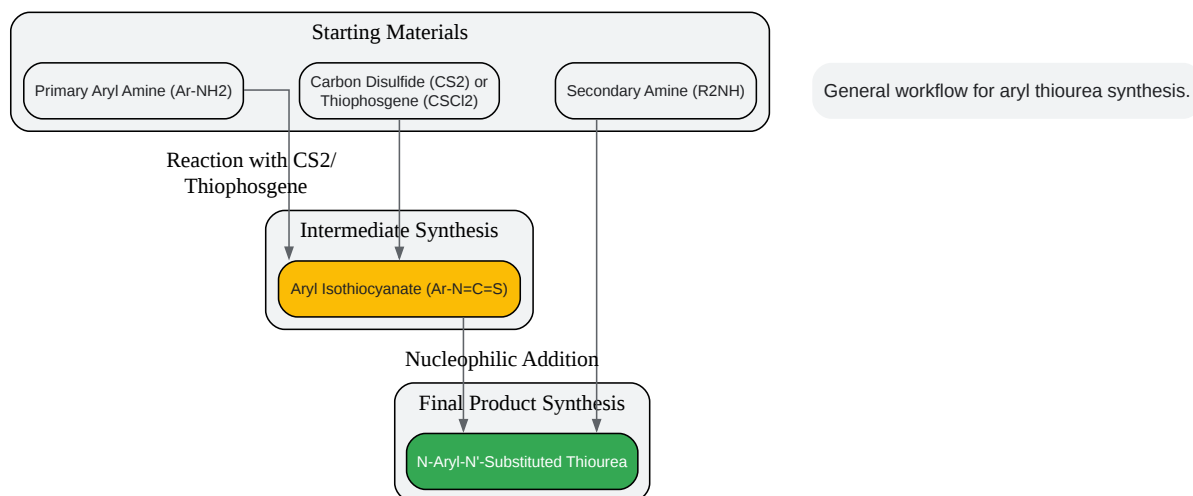 Starting Materials
Primary Aryl Amine (Ar-NH2)
Carbon Disulfide (CS2) or
Thiophosgene (CSCl2)
Secondary Amine (R2NH)
General workflow for aryl thiourea synthesis.
Reaction with CS2/
Thiophosgene
Intermediate Synthesis
Aryl Isothiocyanate (Ar-N=C=S)
Nucleophilic Addition
Final Product Synthesis
N-Aryl-N'-Substituted Thiourea